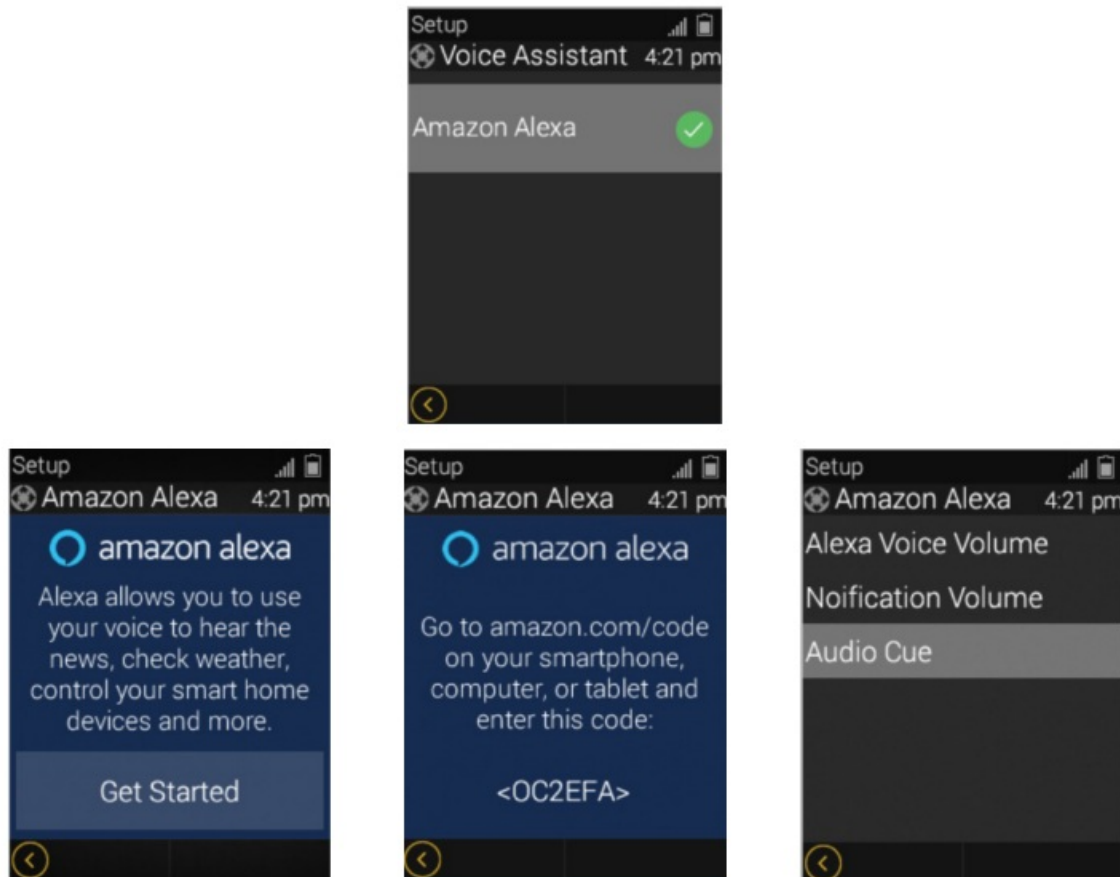 Setup
Voice Assistant 4:21 pm
Amazon Alexa
Setup
Amazon Alexa 4:21 pm
amazon alexa
Alexa allows you to use
your voice to hear the
news, check weather,
control your smart home
devices and more.
Get Started
Setup
Amazon Alexa 4:21 pm
amazon alexa
Go to amazon.com/code
on your smartphone,
computer, or tablet and
enter this code:
<OC2EFA>
Setup
Amazon Alexa 4:21 pm
Alexa Voice Volume
Noification Volume
Audio Cue